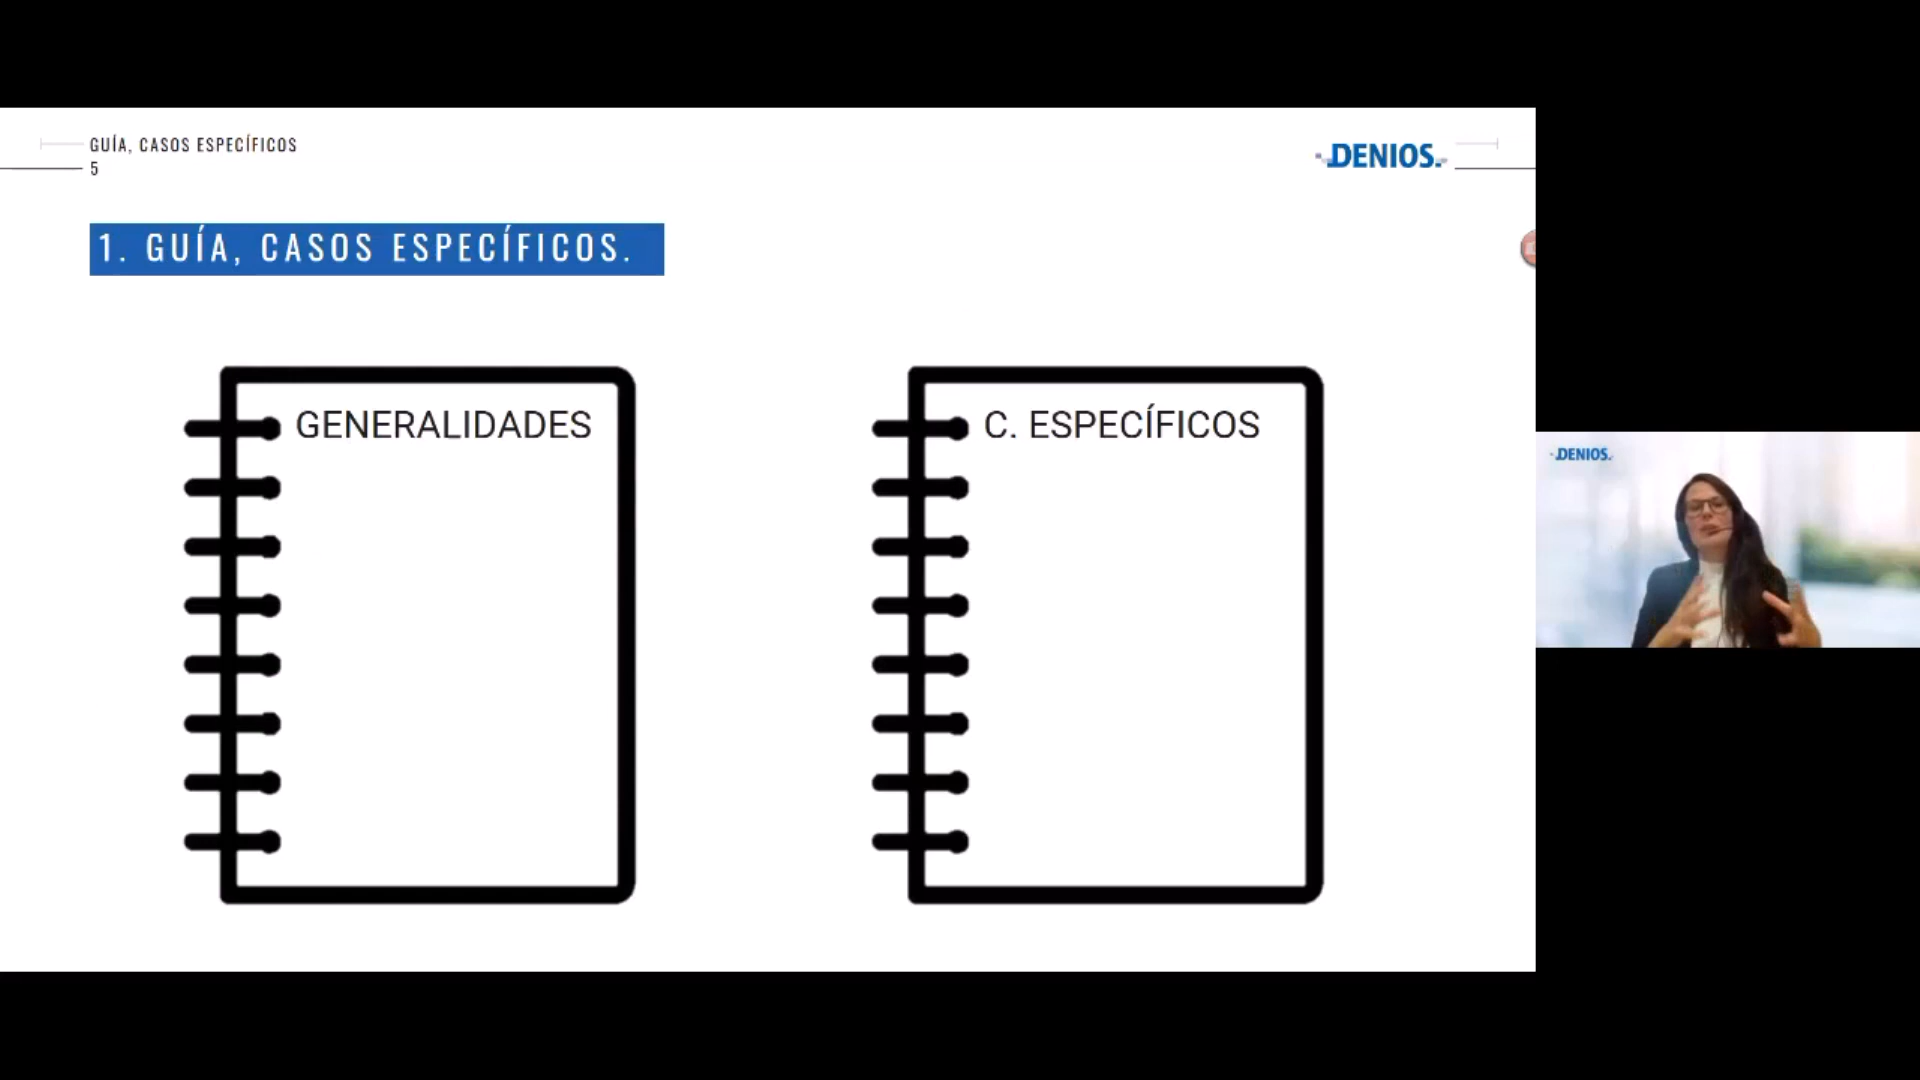 GUÍA, CASOS ESPECÍFICOS
5
DENIOS.
1. GUÍA, CASOS ESPECÍFICOS.
GENERALIDADES
C. ESPECÍFICOS
DENIOS.